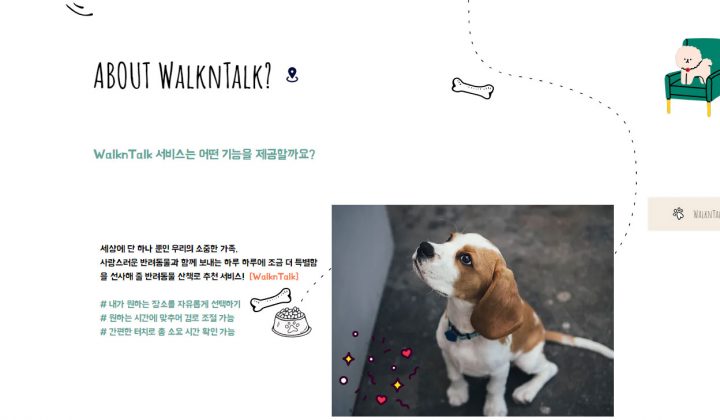 ABOUT WALKNTALK?
WalknTalk 서비스는 어떤 기능을 제공할까요?
세상에 단 하나 뿐인 우리의 소중한 가족.
사랑스러운 반려동물과 함께 보내는 하루 하루에 조금 더 특별함
을 선사해 줄 반려동물 산책로 추천 서비스! [WalknTalk]
# 내가 원하는 장소를 자유롭게 선택하기
# 원하는 시간에 맞추어 경로 조절 가능
# 간편한 터치로 총 소요 시간 확인 가능